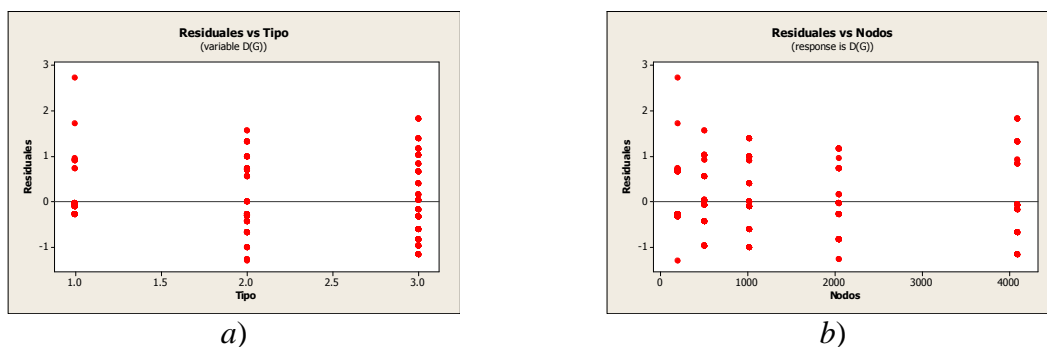 Residuales vs Tipo
(variable D(G))
3
2
1
0
-1
Residuales
1.0 1.5 2.0 2.5 3.0
Tipo
a)
Residuales vs Nodos
(response is D(G))
3
2
1
0
-1
Residuales
0 1000 2000 3000 4000
Nodos
b)